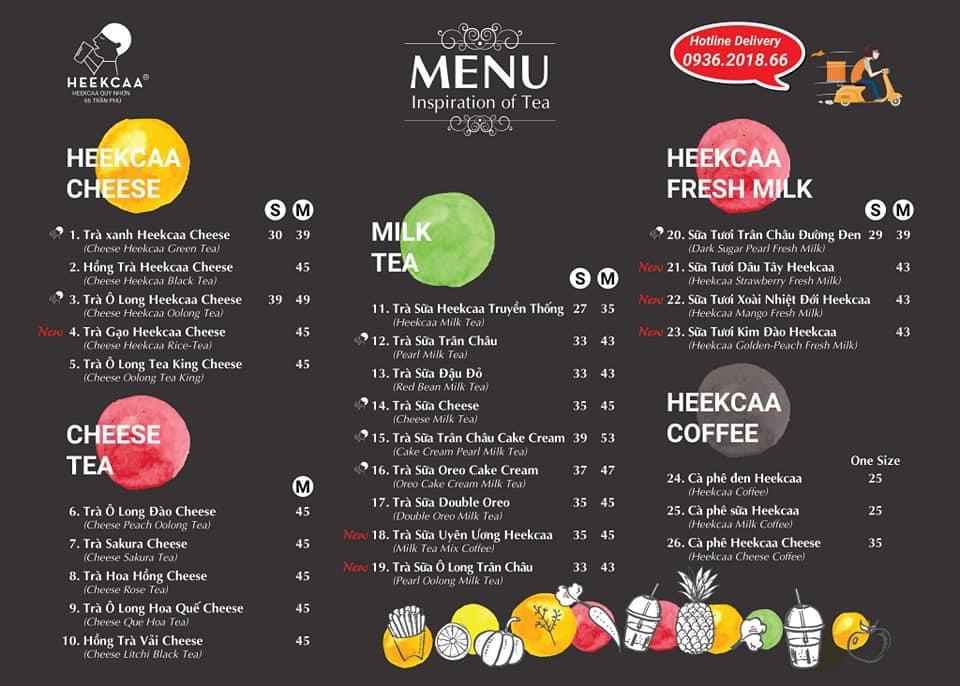 HEEKCAA®
HEEKCAA QUY NHƠN
66 TRẦN PHÚ
MENU
Inspiration of Tea
Hotline Delivery
0936.2018.66
HEEKCAA
CHEESE
S M
1. Trà xanh Heekcaa Cheese 30 39
(Cheese Heekcaa Green Tea)
2. Hồng Trà Heekcaa Cheese 45
(Cheese Heekcaa Black Tea)
3. Trà Ô Long Heekcaa Cheese 39 49
(Cheese Heekcaa Oolong Tea)
New 4. Trà Gạo Heekcaa Cheese 45
(Cheese Heekcaa Rice-Tea)
5. Trà Ô Long Tea King Cheese 45
(Cheese Oolong Tea King)
CHEESE
TEA
M
6. Trà Ô Long Đào Cheese 45
(Cheese Peach Oolong Tea)
7. Trà Sakura Cheese 45
(Cheese Sakura Tea)
8. Trà Hoa Hồng Cheese 45
(Cheese Rose Tea)
9. Trà Ô Long Hoa Quế Cheese 45
(Cheese Que Hoa Tea)
10. Hồng Trà Vải Cheese 45
(Cheese Litchi Black Tea)
MILK
TEA
S M
11. Trà Sữa Heekcaa Truyền Thống 27 35
(Heekcaa Milk Tea)
12. Trà Sữa Trân Châu 33 43
(Pearl Milk Tea)
13. Trà Sữa Đậu Đỏ 33 43
(Red Bean Milk Tea)
14. Trà Sữa Cheese 35 45
(Cheese Milk Tea)
15. Trà Sữa Trân Châu Cake Cream 39 53
(Cake Cream Pearl Milk Tea)
16. Trà Sữa Oreo Cake Cream 37 47
(Oreo Cake Cream Milk Tea)
17. Trà Sữa Double Oreo 35 45
(Double Oreo Milk Tea)
New 18. Trà Sữa Uyên Ương Heekcaa 35 45
(Milk Tea Mix Coffee)
New 19. Trà Sữa Ô Long Trân Châu 33 43
(Pearl Oolong Milk Tea)
HEEKCAA
FRESH MILK
S M
20. Sữa Tươi Trân Châu Đường Đen 29 39
(Dark Sugar Pearl Fresh Milk)
New 21. Sữa Tươi Dâu Tây Heekcaa 43
(Heekcaa Strawberry Fresh Milk)
New 22. Sữa Tươi Xoài Nhiệt Đới Heekcaa 43
(Heekcaa Mango Fresh Milk)
New 23. Sữa Tươi Kim Đào Heekcaa 43
(Heekcaa Golden-Peach Fresh Milk)
HEEKCAA
COFFEE
One Size
24. Cà phê đen Heekcaa 25
(Heekcaa Coffee)
25. Cà phê sữa Heekcaa 25
(Heekcaa Milk Coffee)
26. Cà phê Heekcaa Cheese 35
(Heekcaa Cheese Coffee)